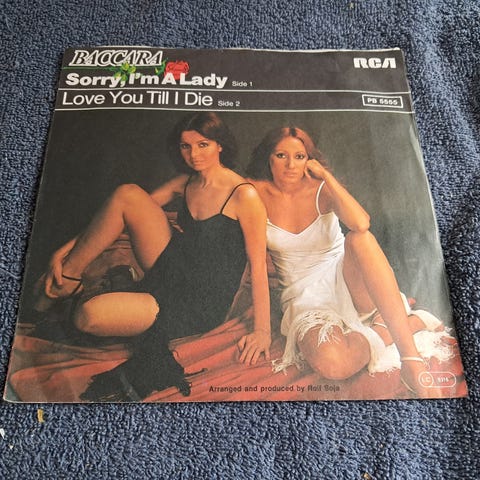 BACCARA
RCA
Sorry, I'm A Lady Side 1
Love You Till I Die Side 2
PB 5555
Arranged and produced by Rolf Soja
LC